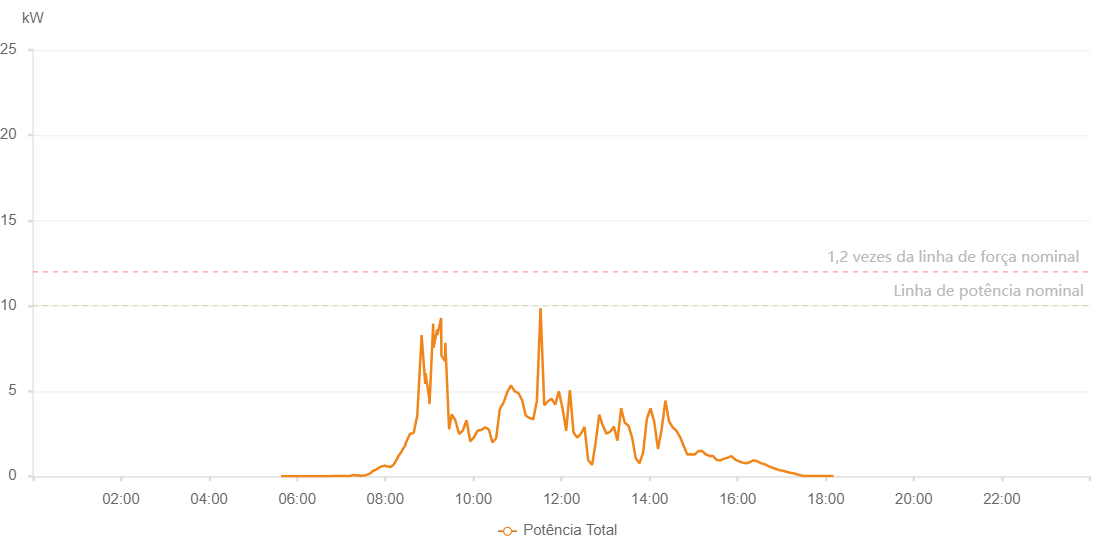 kW
25
20
15
1,2 vezes da linha de força nominal
Linha de potência nominal
10
5
0
02:00 04:00 06:00 08:00 10:00 12:00 14:00 16:00 18:00 20:00 22:00
Potência Total